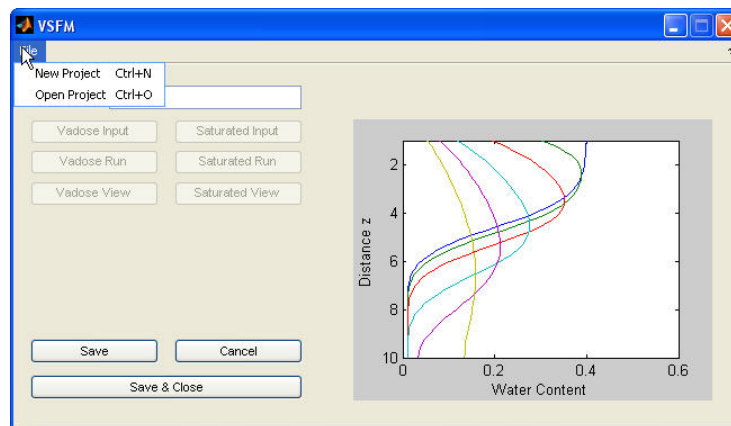 VSFM
File
New Project Ctrl+N
Open Project Ctrl+O
Vadose Input Saturated Input
Vadose Run Saturated Run
Vadose View Saturated View
Save Cancel
Save & Close
2
4
6
8
10
Distance z
0 0.2 0.4 0.6
Water Content